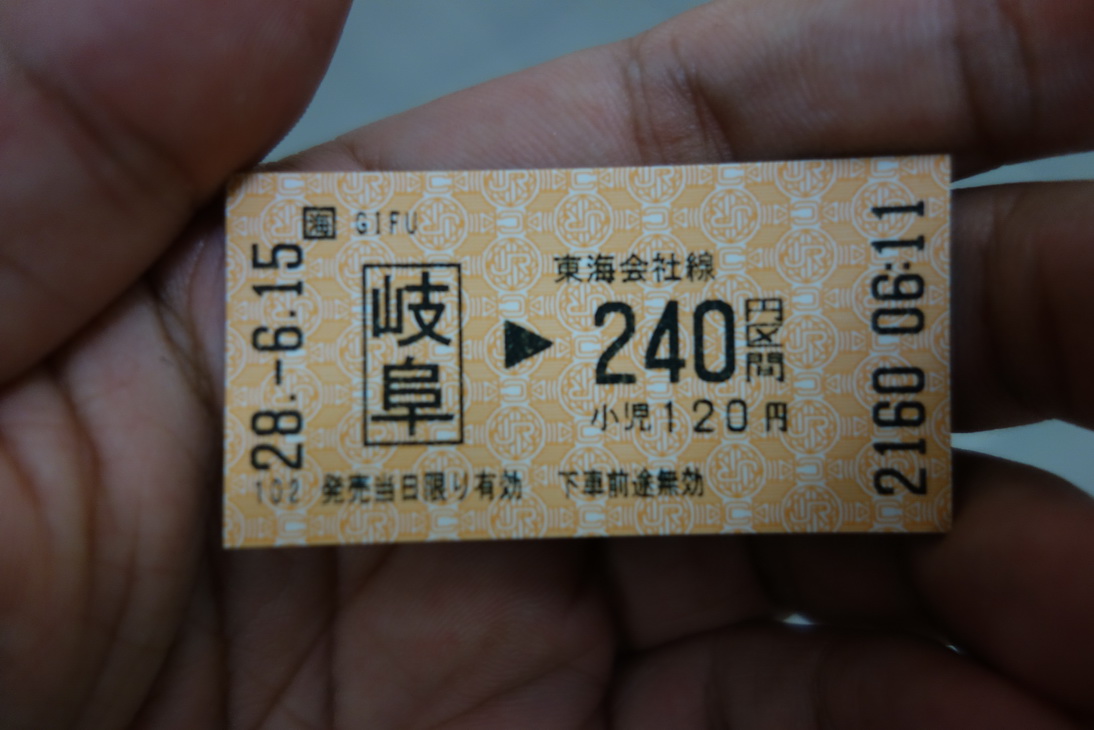 海 GIFU
28.-6.15
岐阜
東海会社線
▶ 240円区間
小児120円
2160 06:11
102 発売当日限り有効 下車前途無効